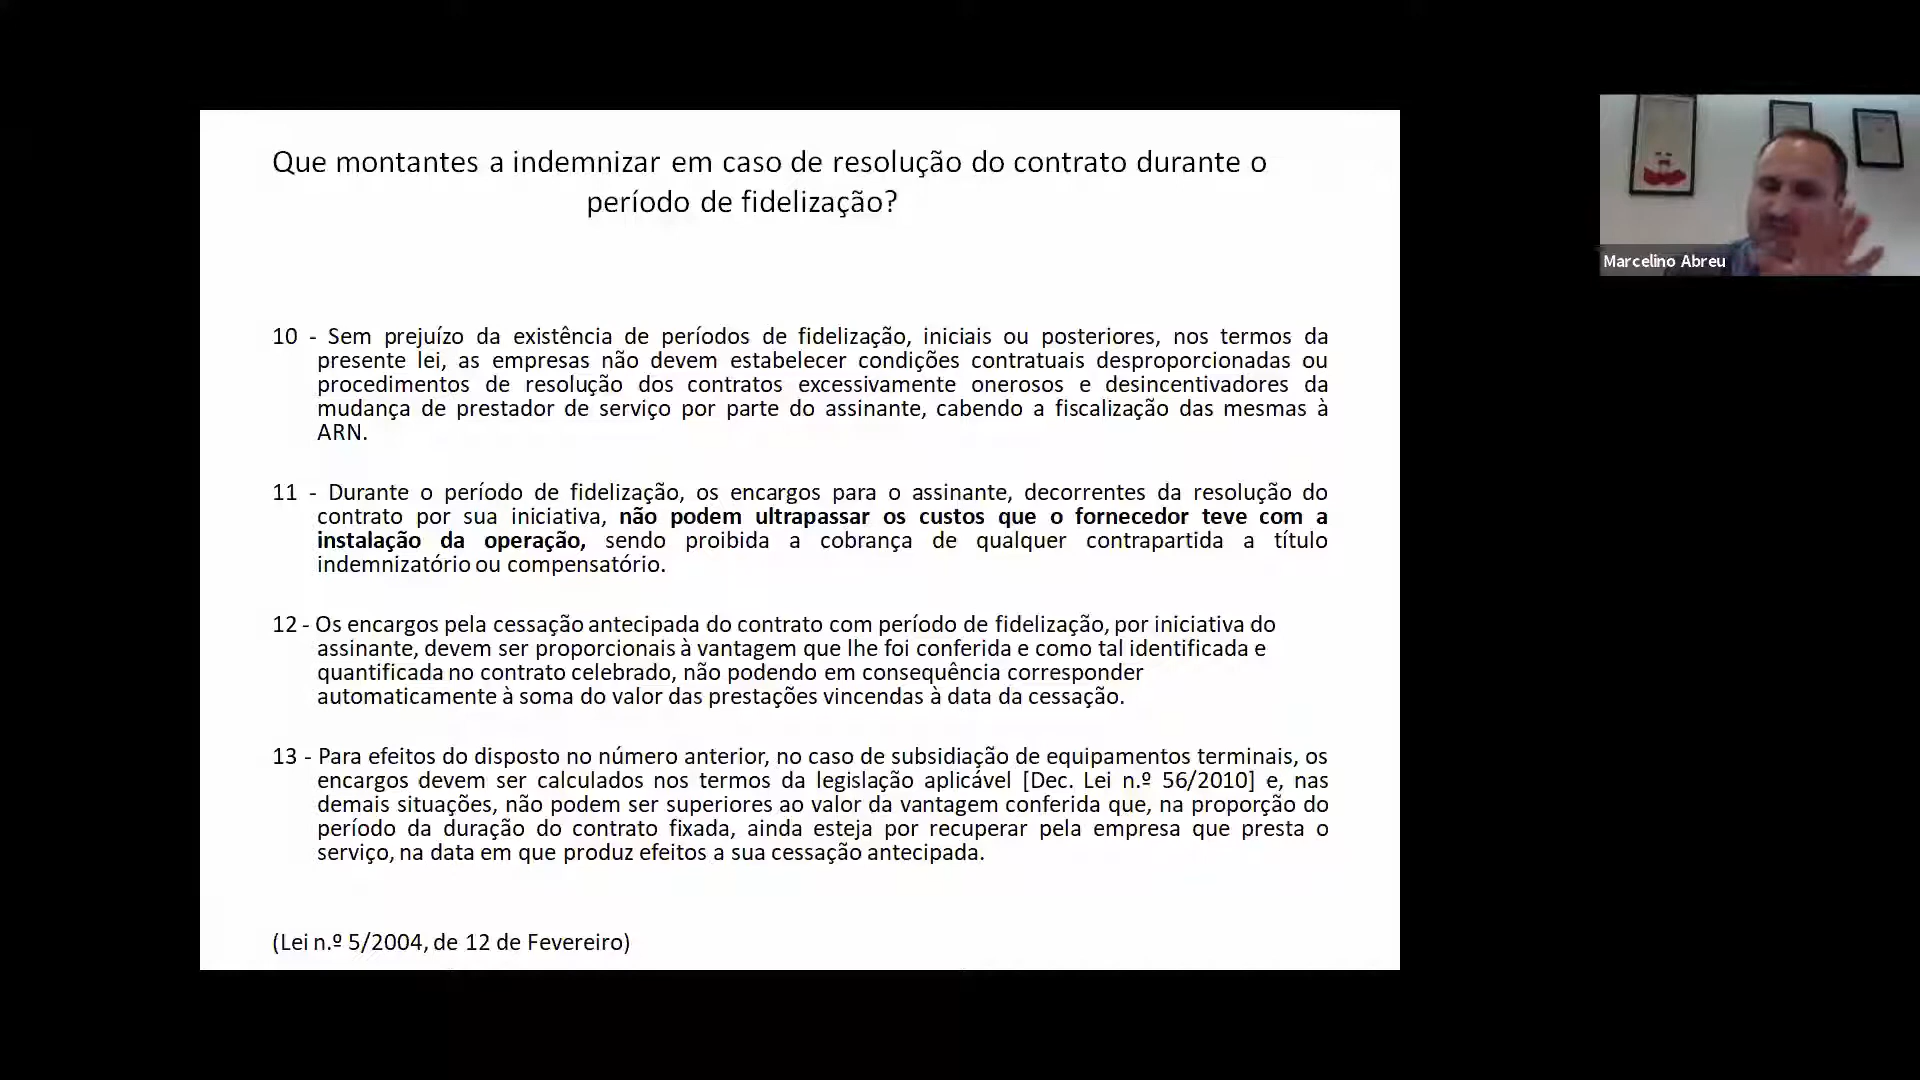 Que montantes a indemnizar em caso de resolução do contrato durante o
período de fidelização?
Marcelino Abreu
10 - Sem prejuízo da existência de períodos de fidelização, iniciais ou posteriores, nos termos da
presente lei, as empresas não devem estabelecer condições contratuais desproporcionadas ou
procedimentos de resolução dos contratos excessivamente onerosos e desincentivadores da
mudança de prestador de serviço por parte do assinante, cabendo a fiscalização das mesmas à
ARN.
11 - Durante o período de fidelização, os encargos para o assinante, decorrentes da resolução do
contrato por sua iniciativa, não podem ultrapassar os custos que o fornecedor teve com a
instalação da operação, sendo proibida a cobrança de qualquer contrapartida a título
indemnizatório ou compensatório.
12 - Os encargos pela cessação antecipada do contrato com período de fidelização, por iniciativa do
assinante, devem ser proporcionais à vantagem que lhe foi conferida e como tal identificada e
quantificada no contrato celebrado, não podendo em consequência corresponder
automaticamente à soma do valor das prestações vincendas à data da cessação.
13 - Para efeitos do disposto no número anterior, no caso de subsidiação de equipamentos terminais, os
encargos devem ser calculados nos termos da legislação aplicável [Dec. Lei n.º 56/2010] e, nas
demais situações, não podem ser superiores ao valor da vantagem conferida que, na proporção do
período da duração do contrato fixada, ainda esteja por recuperar pela empresa que presta o
serviço, na data em que produz efeitos a sua cessação antecipada.
(Lei n.º 5/2004, de 12 de Fevereiro)